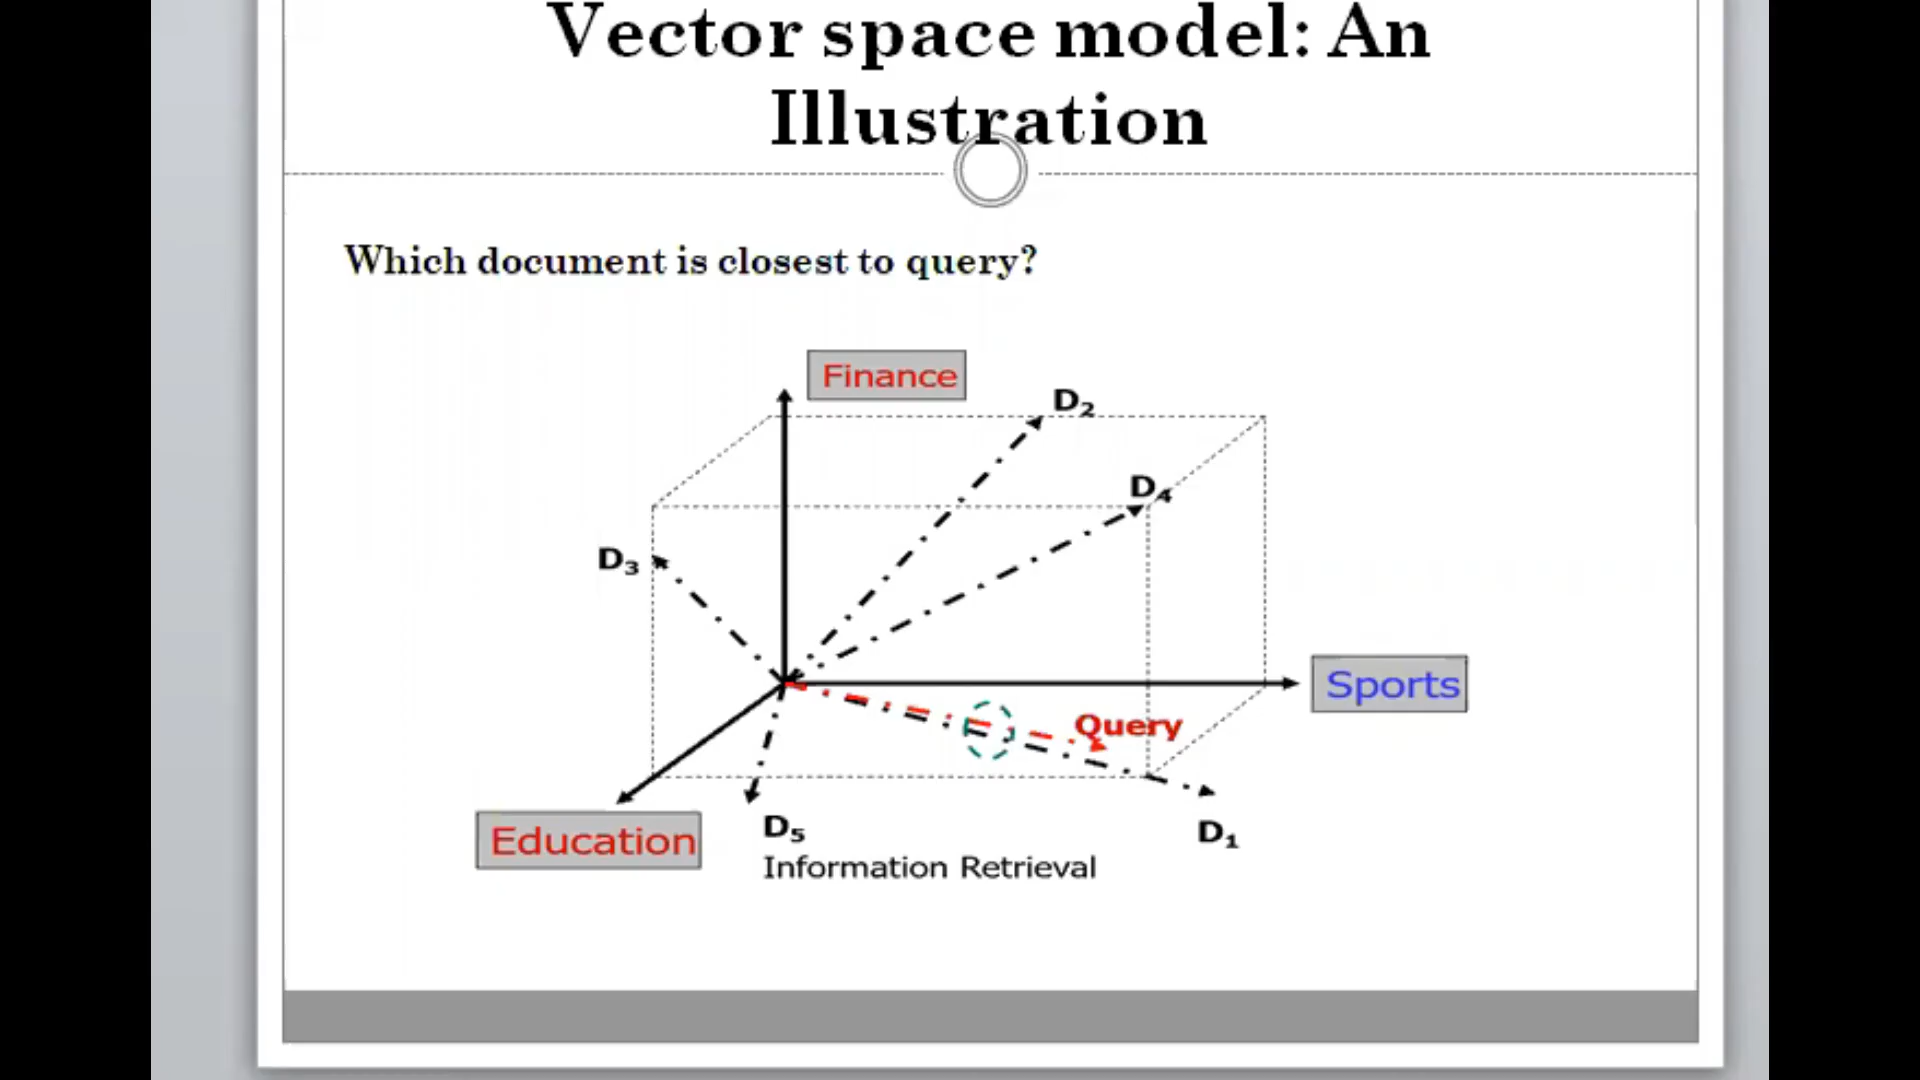 Vector space model: An
Illustration
Which document is closest to query?
Finance
D₂
D₄
D₃
Sports
Query
Education
D₅
D₁
Information Retrieval